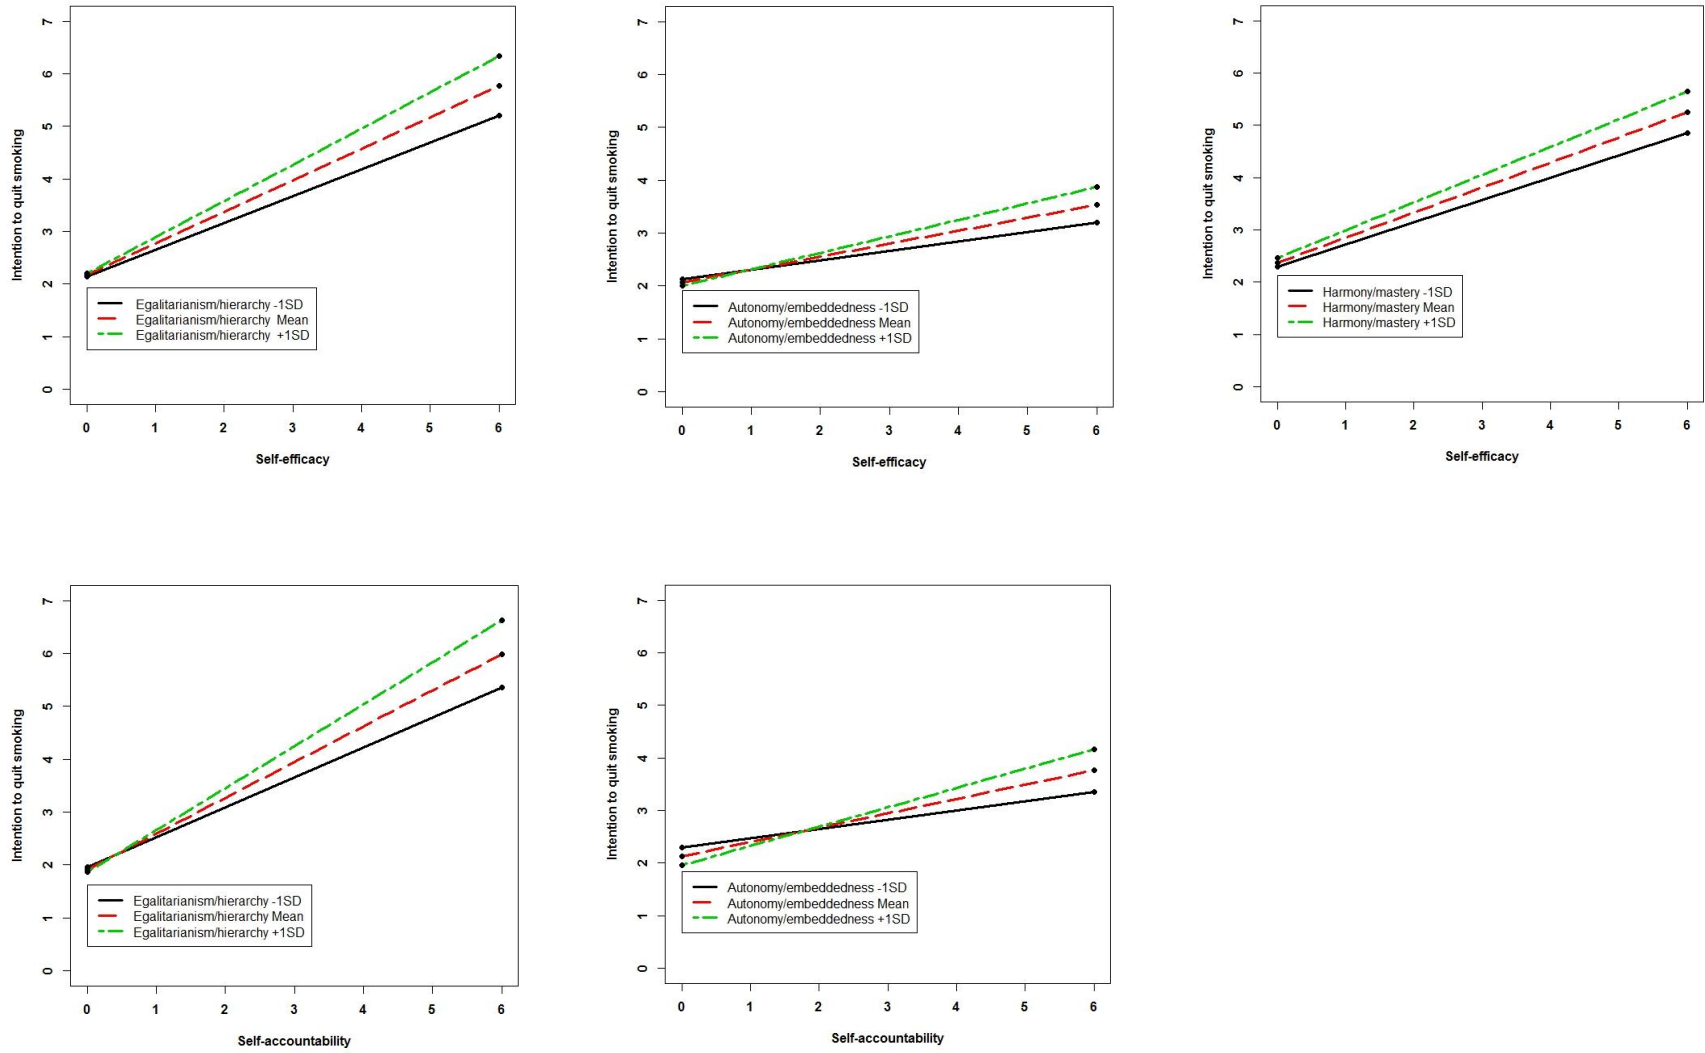 Intention to quit smoking
7
6
5
4
3
2
1
0
Egalitarianism/hierarchy -1SD
Egalitarianism/hierarchy Mean
Egalitarianism/hierarchy +1SD
0 1 2 3 4 5 6
Self-efficacy
Intention to quit smoking
7
6
5
4
3
2
1
0
Autonomy/embeddedness -1SD
Autonomy/embeddedness Mean
Autonomy/embeddedness +1SD
0 1 2 3 4 5 6
Self-efficacy
Intention to quit smoking
7
6
5
4
3
2
1
0
Harmony/mastery -1SD
Harmony/mastery Mean
Harmony/mastery +1SD
0 1 2 3 4 5 6
Self-efficacy
Intention to quit smoking
7
6
5
4
3
2
1
0
Egalitarianism/hierarchy -1SD
Egalitarianism/hierarchy Mean
Egalitarianism/hierarchy +1SD
0 1 2 3 4 5 6
Self-accountability
Intention to quit smoking
7
6
5
4
3
2
1
0
Autonomy/embeddedness -1SD
Autonomy/embeddedness Mean
Autonomy/embeddedness +1SD
0 1 2 3 4 5 6
Self-accountability